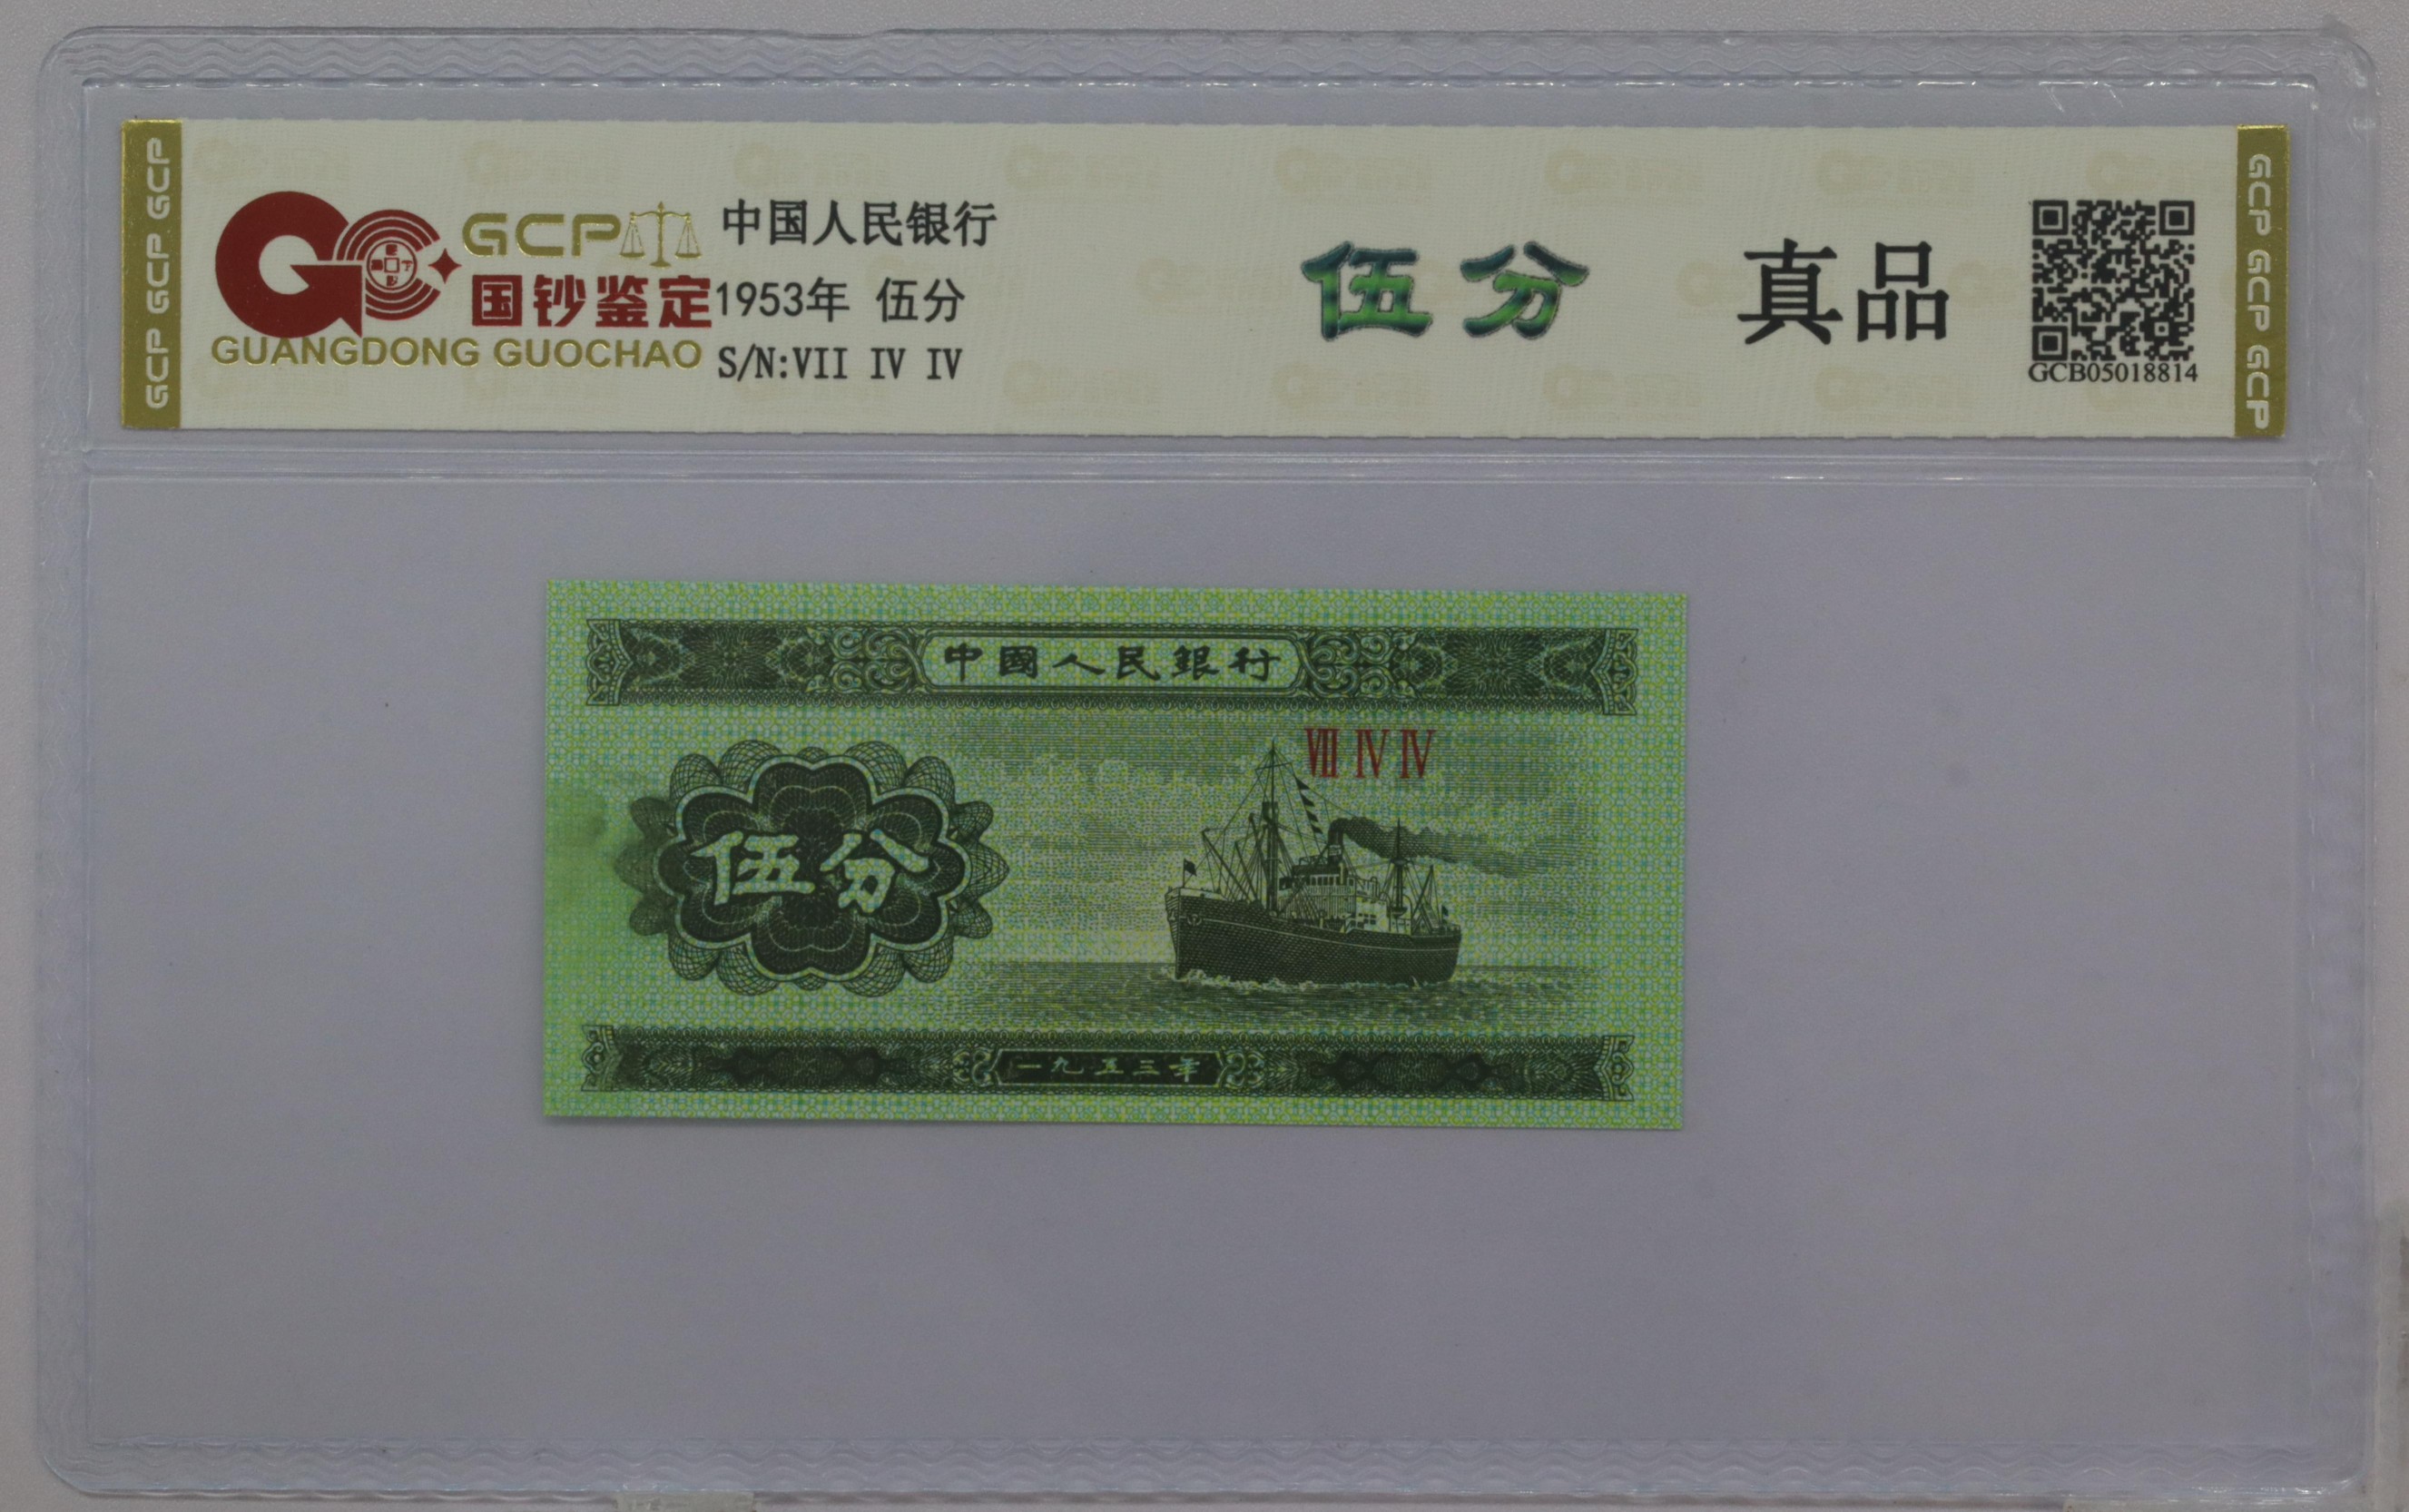 GCP GCP GCP
GCP
国钞鉴定
GUANGDONG GUOCHAO
中国人民银行
1953年 伍分
S/N:VII IV IV
伍分
真品
GCB05018814
GCP GCP GCP
中國人民銀行
VII IV IV
伍分
一九五三年